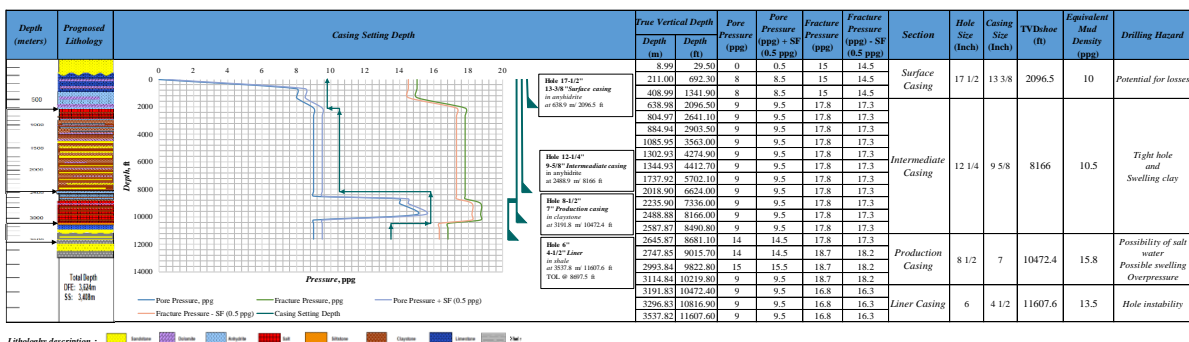 Depth (meters)
Prognosed Lithology
Casing Setting Depth
True Vertical Depth
Depth (m)
Depth (ft)
Pore Pressure (ppg)
Pore Pressure (ppg) + SF (0.5 ppg)
Fracture Pressure (ppg)
Fracture Pressure (ppg) - SF (0.5 ppg)
Section
Hole Size (Inch)
Casing Size (Inch)
TVDshoe (ft)
Equivalent Mud Density (ppg)
Drilling Hazard
500
1500
3000
Total Depth
DFE: 3,524m
SS: 3,408m
0 2 4 6 8 10 12 14 16 18 20
0
2000
4000
6000
8000
10000
12000
14000
Depth, ft
Pressure, ppg
Pore Pressure, ppg
Fracture Pressure, ppg
Pore Pressure + SF (0.5 ppg)
Fracture Pressure - SF (0.5 ppg)
Casing Setting Depth
Hole 17-1/2"
13-3/8" Surface casing
in anhydrite
at 638.9 m/ 2096.5 ft
Hole 12-1/4"
9-5/8" Intermeadiate casing
in anhydrite
at 2488.9 m/ 8166 ft
Hole 8-1/2"
7" Production casing
in claystone
at 3191.8 m/ 10472.4 ft
Hole 6"
4-1/2" Liner
in shale
at 3537.8 m/ 11607.6 ft
TOL @ 8697.5 ft
8.99 29.50 0 0.5 15 14.5
211.00 692.30 8 8.5 15 14.5
408.99 1341.90 8 8.5 15 14.5
638.98 2096.50 9 9.5 17.8 17.3
804.97 2641.10 9 9.5 17.8 17.3
884.94 2903.50 9 9.5 17.8 17.3
1085.95 3563.00 9 9.5 17.8 17.3
1302.93 4274.90 9 9.5 17.8 17.3
1344.93 4412.70 9 9.5 17.8 17.3
1737.92 5702.10 9 9.5 17.8 17.3
2018.90 6624.00 9 9.5 17.8 17.3
2235.90 7336.00 9 9.5 17.8 17.3
2488.88 8166.00 9 9.5 17.8 17.3
2587.87 8490.80 9 9.5 17.8 17.3
2645.87 8681.10 14 14.5 17.8 17.3
2747.85 9015.70 14 14.5 18.7 18.2
2993.84 9822.80 15 15.5 18.7 18.2
3114.84 10219.80 9 9.5 18.7 18.2
3191.83 10472.40 9 9.5 16.8 16.3
3296.83 10816.90 9 9.5 16.8 16.3
3537.82 11607.60 9 9.5 16.8 16.3
Surface Casing 17 1/2 13 3/8 2096.5 10 Potential for losses
Intermediate Casing 12 1/4 9 5/8 8166 10.5 Tight hole and Swelling clay
Production Casing 8 1/2 7 10472.4 15.8 Possibility of salt water Possible swelling Overpressure
Liner Casing 6 4 1/2 11607.6 13.5 Hole instability
Lithology description :
Sandstone
Dolomite
Anhydrite
Salt
Siltstone
Claystone
Limestone
Shale